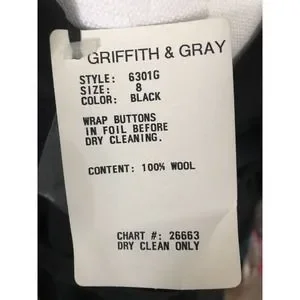 GRIFFITH & GRAY
STYLE: 6301G
SIZE: 8
COLOR: BLACK
WRAP BUTTONS
IN FOIL BEFORE
DRY CLEANING.
CONTENT: 100% WOOL
CHART #: 26663
DRY CLEAN ONLY